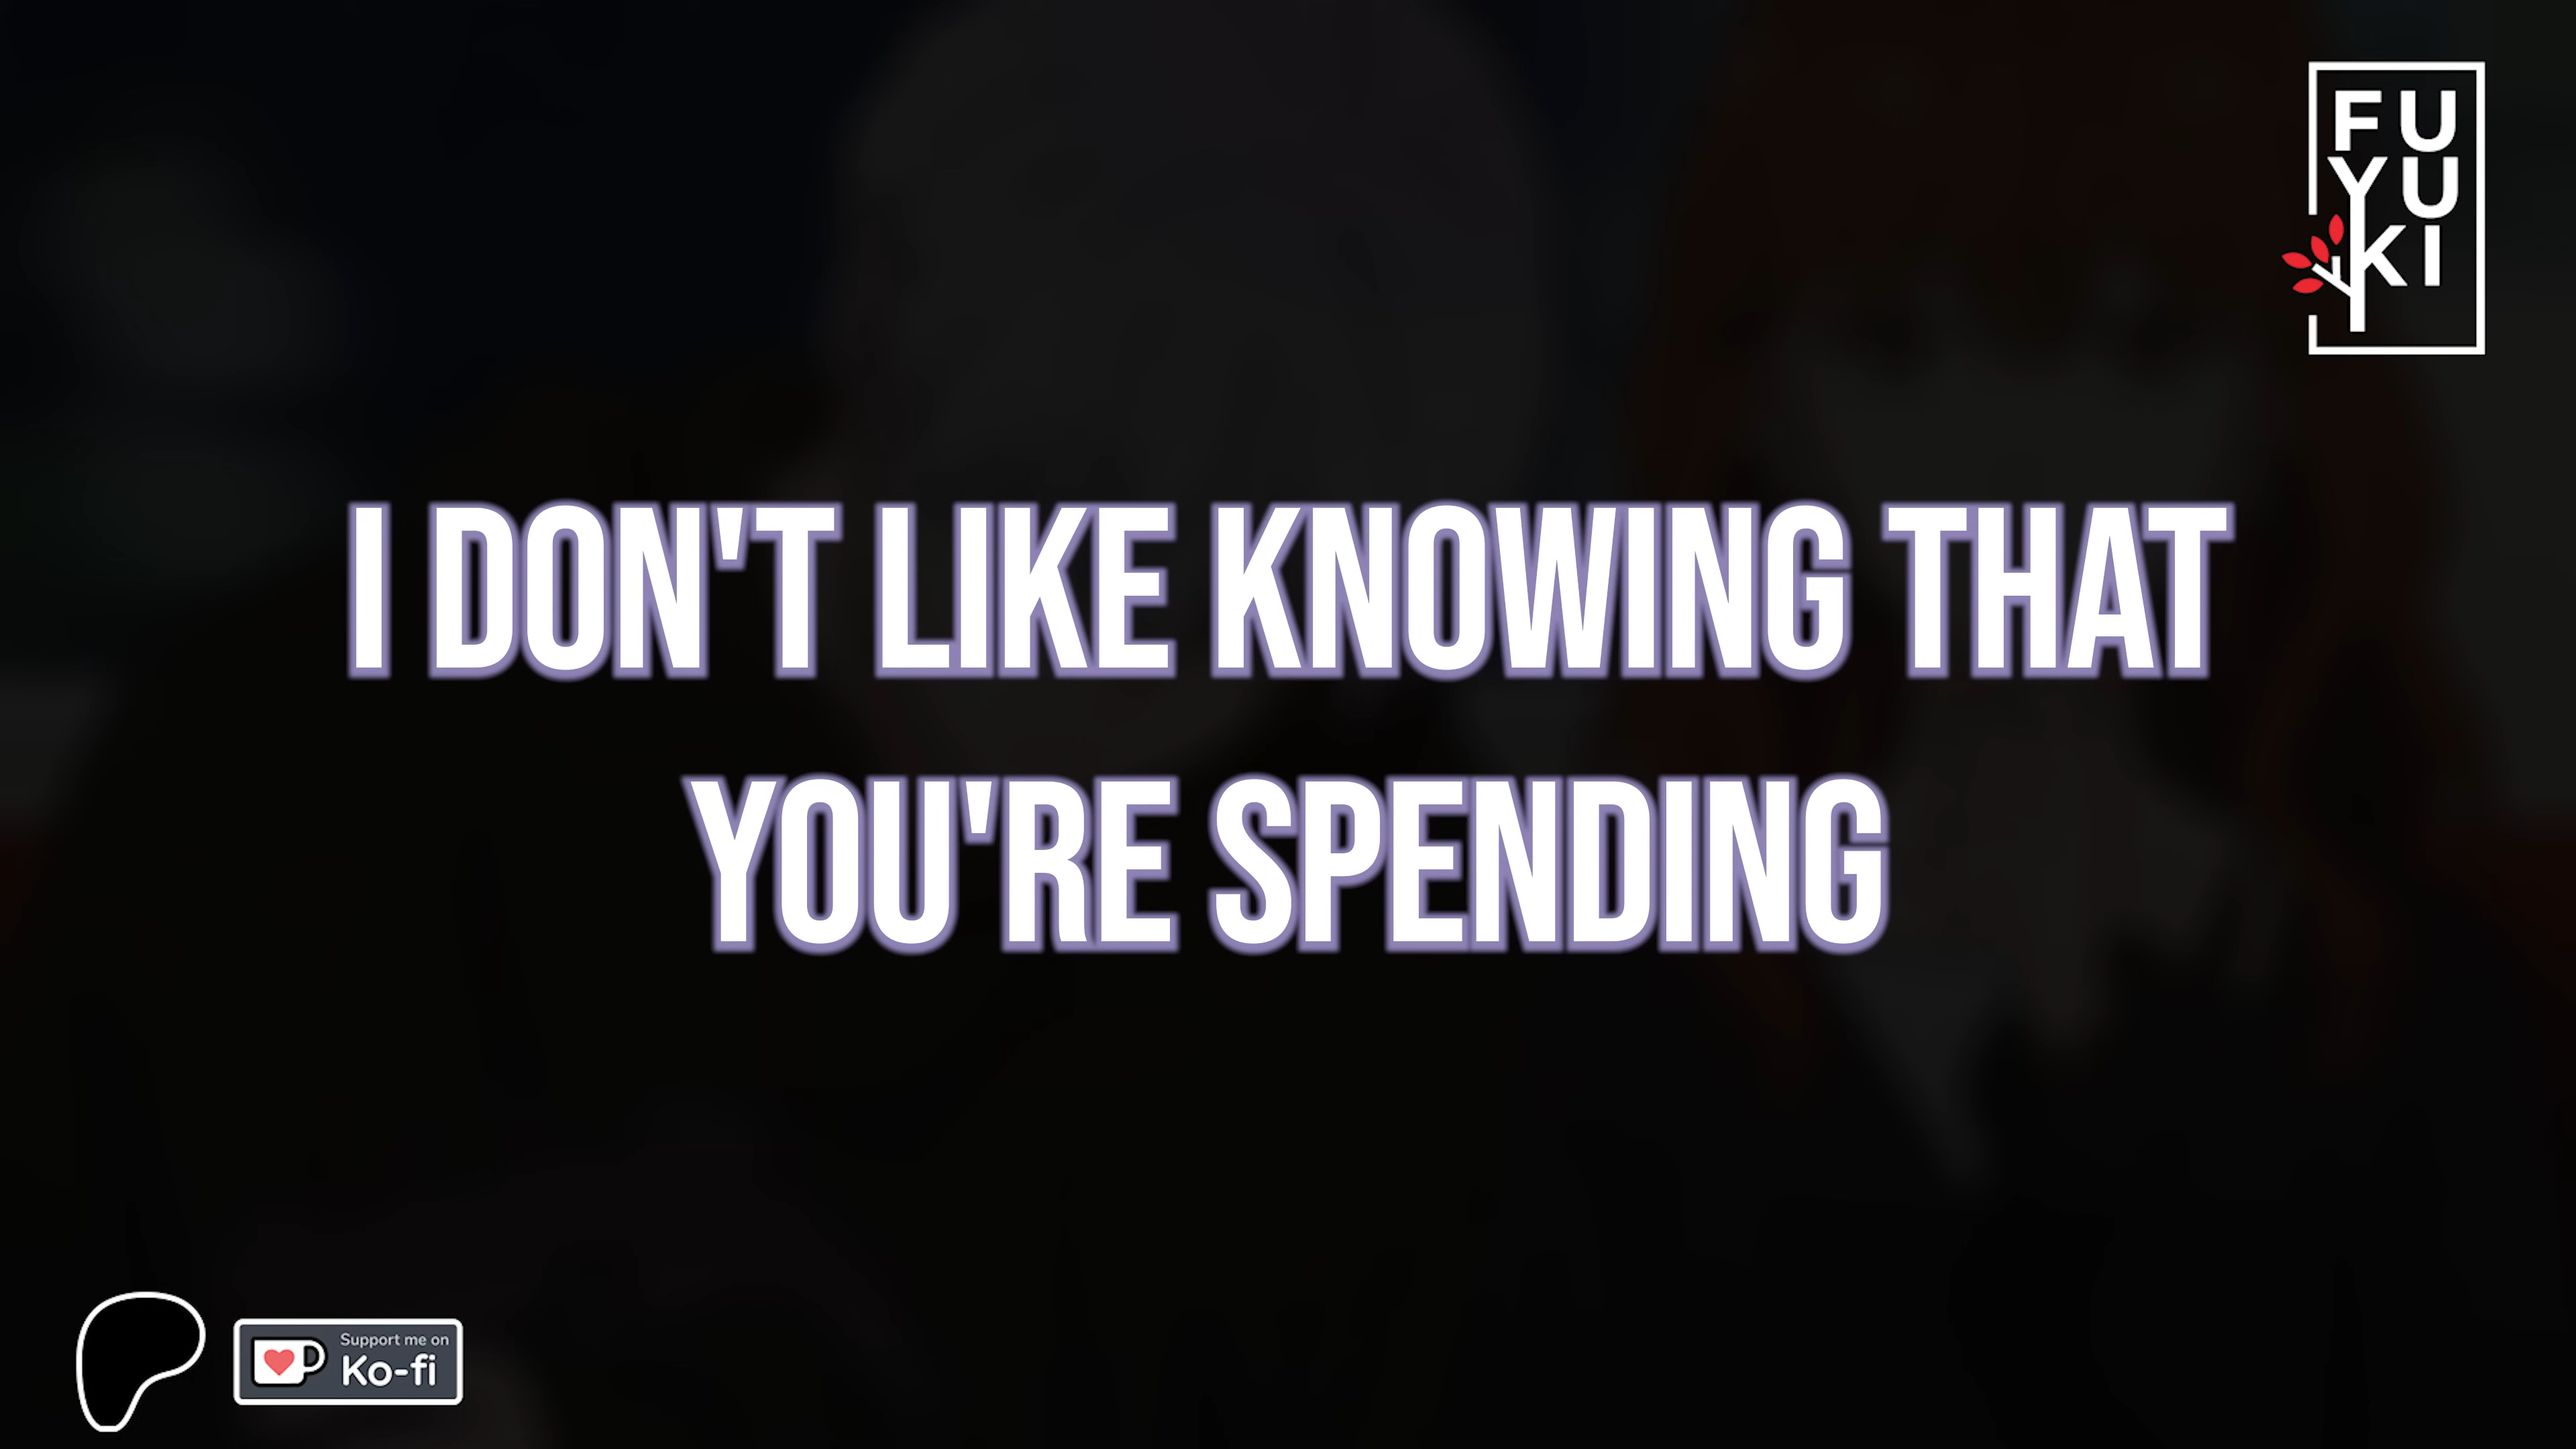 FU
YU
KI
I DON'T LIKE KNOWING THAT
YOU'RE SPENDING
Support me on
Ko-fi